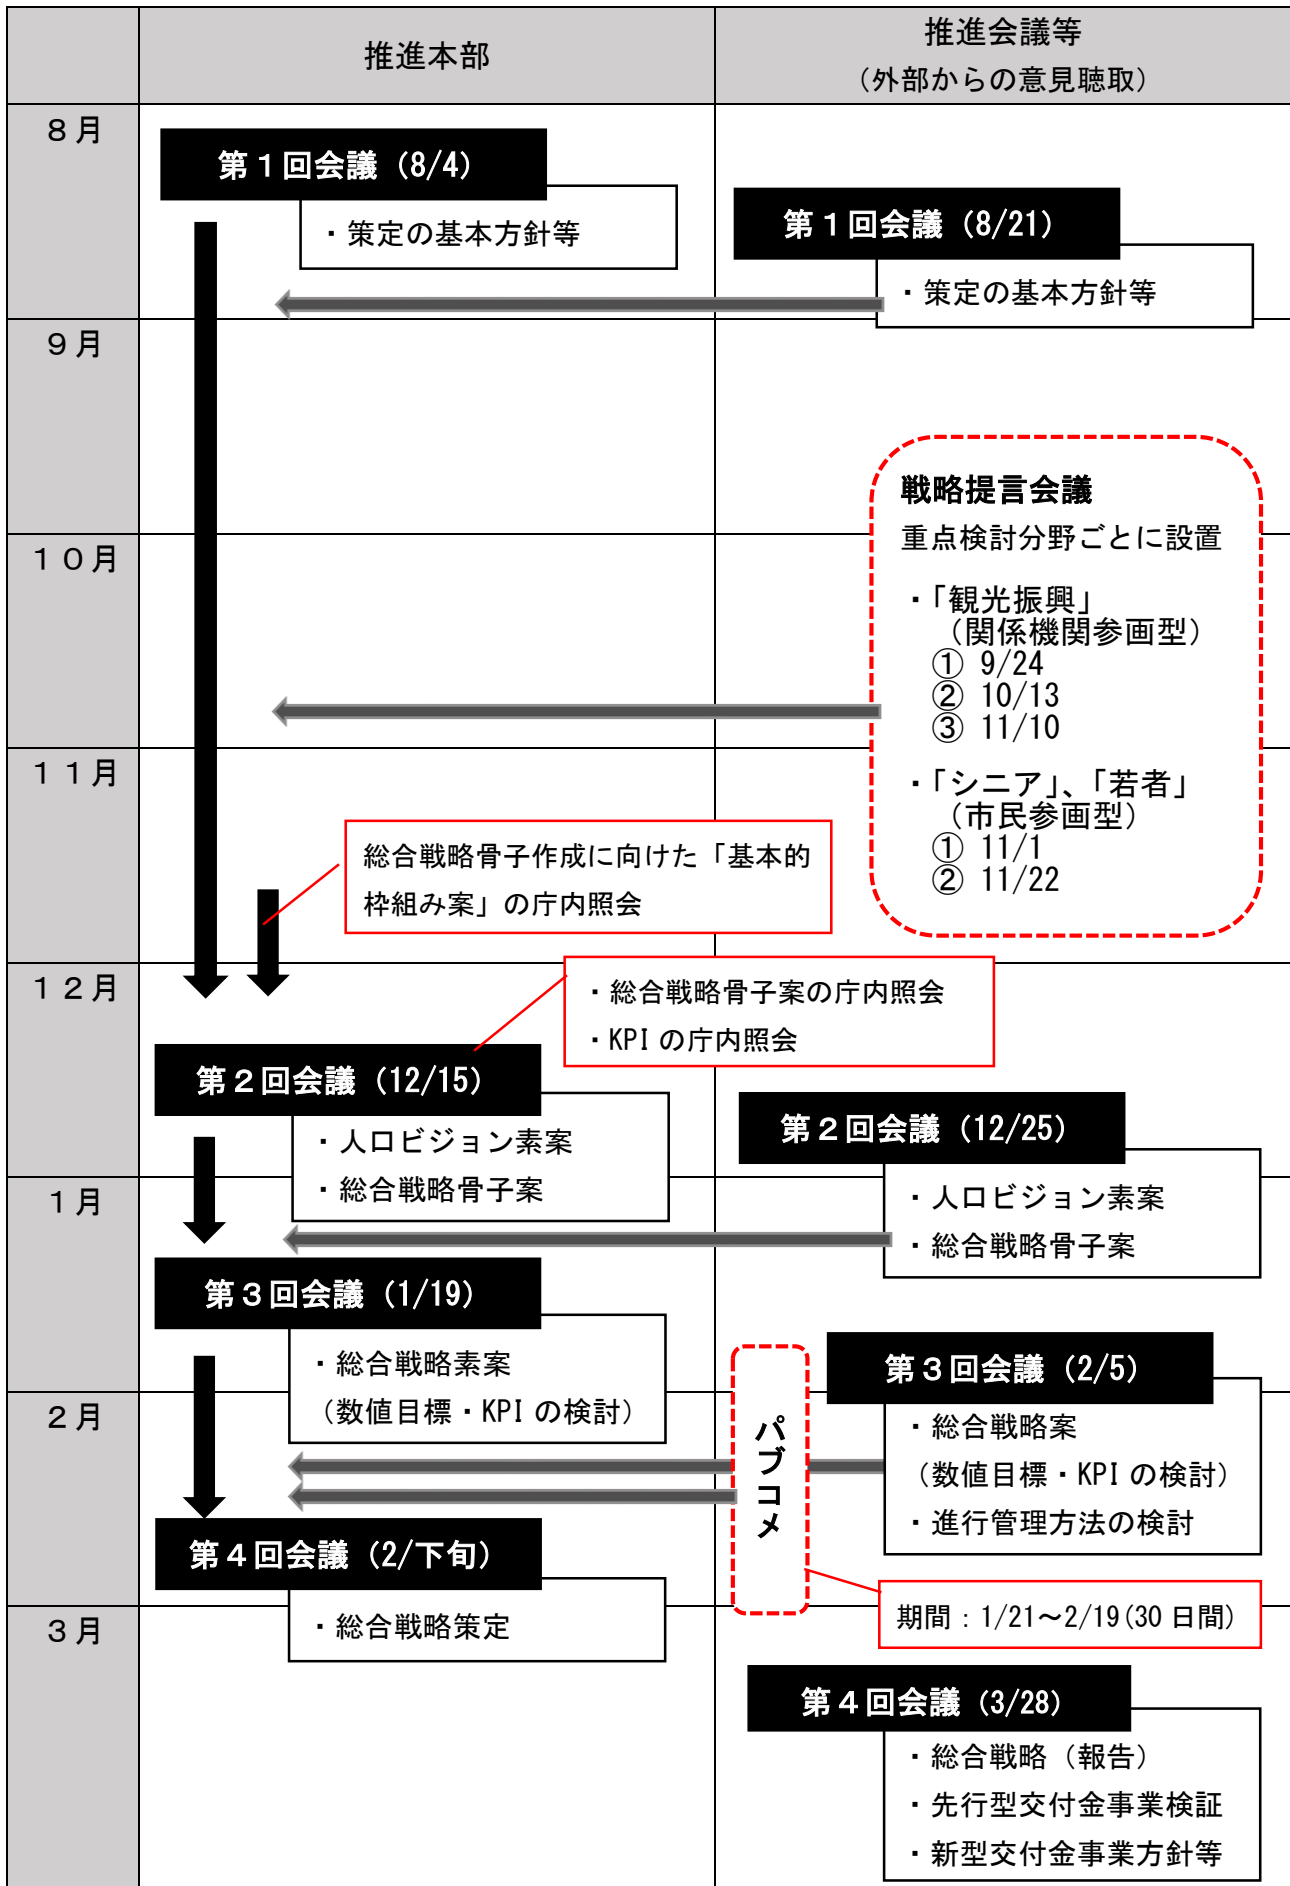 推進本部
推進会議等
（外部からの意見聴取）
８月
第１回会議（8/4）
・策定の基本方針等
第１回会議（8/21）
・策定の基本方針等
９月
戦略提言会議
重点検討分野ごとに設置
１０月
・「観光振興」
（関係機関参画型）
① 9/24
② 10/13
③ 11/10
１１月
・「シニア」、「若者」
（市民参画型）
① 11/1
② 11/22
総合戦略骨子作成に向けた「基本的
枠組み案」の庁内照会
１２月
・総合戦略骨子案の庁内照会
・KPI の庁内照会
第２回会議（12/15）
・人口ビジョン素案
・総合戦略骨子案
第２回会議（12/25）
・人口ビジョン素案
・総合戦略骨子案
１月
第３回会議（1/19）
・総合戦略素案
（数値目標・KPI の検討）
第３回会議（2/5）
・総合戦略案
（数値目標・KPI の検討）
・進行管理方法の検討
２月
パブコメ
第４回会議（2/下旬）
・総合戦略策定
期間：1/21～2/19(30 日間)
３月
第４回会議（3/28）
・総合戦略（報告）
・先行型交付金事業検証
・新型交付金事業方針等